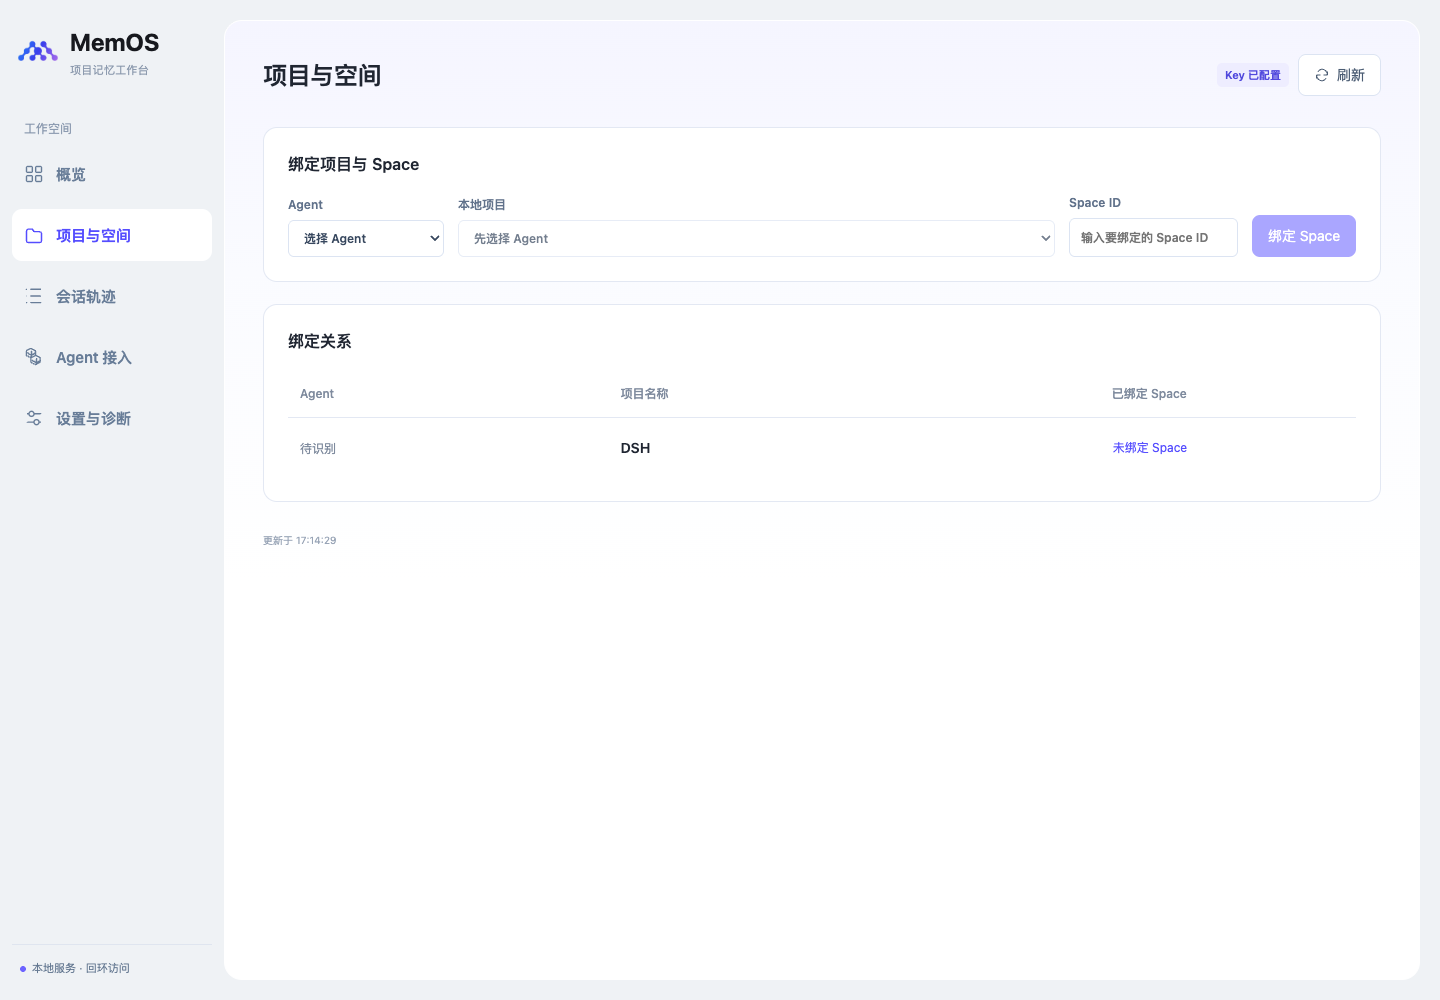 MemOS
项目记忆工作台
工作空间
概览
项目与空间
会话轨迹
Agent 接入
设置与诊断
本地服务 · 回环访问
项目与空间
Key 已配置
刷新
绑定项目与 Space
Agent
本地项目
Space ID
选择 Agent
先选择 Agent
输入要绑定的 Space ID
绑定 Space
绑定关系
Agent
项目名称
已绑定 Space
待识别
DSH
未绑定 Space
更新于 17:14:29